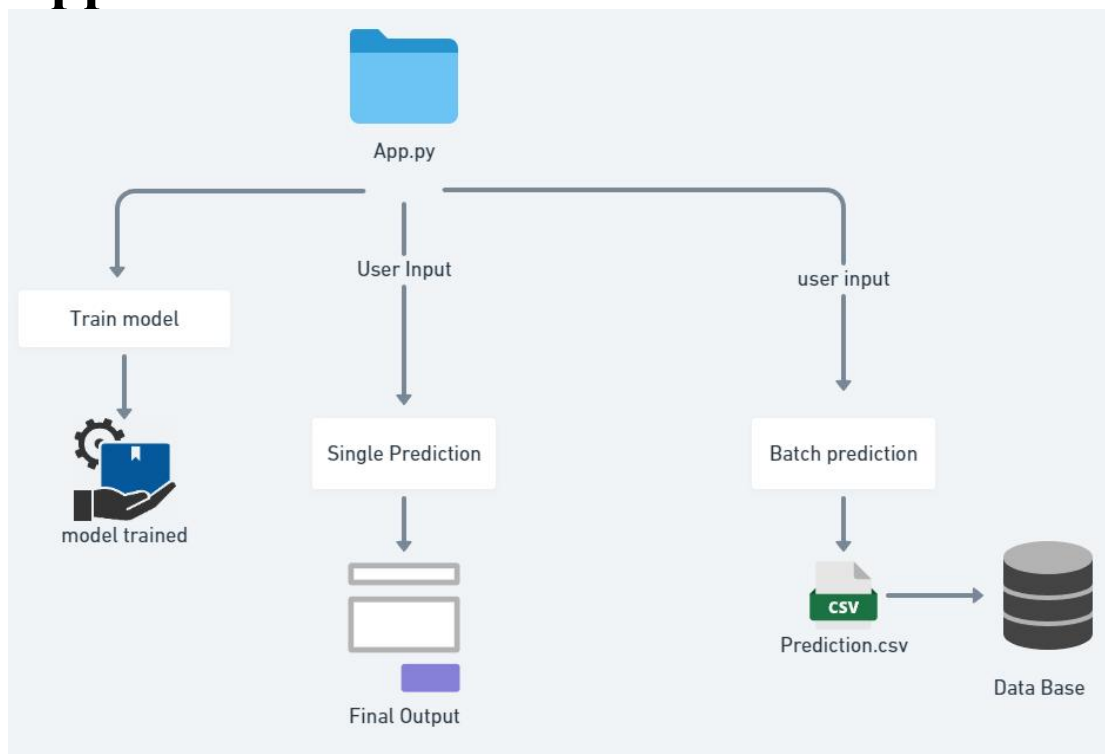 App.py
User Input
user input
Train model
Single Prediction
Batch prediction
model trained
CSV
Prediction.csv
Data Base
Final Output